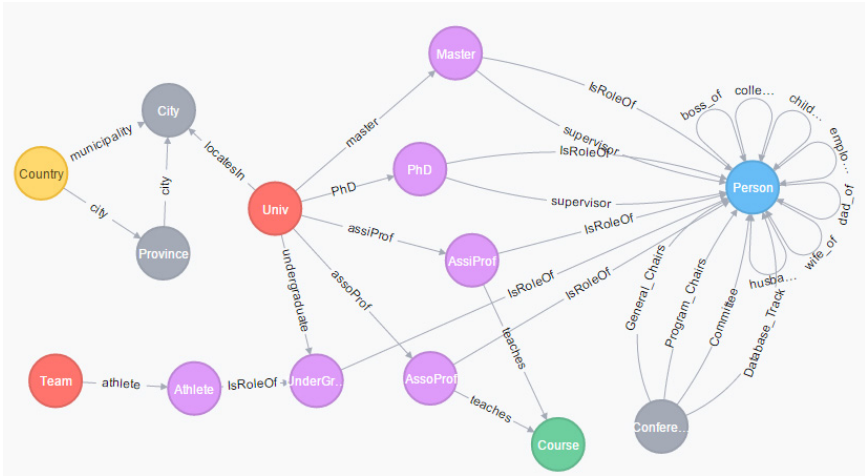 Master
IsRoleOf
boss_of
colle...
child...
emplo...
dad_of
wife_of
husba...
City
municipality
locatesIn
master
supervisor
IsRoleOf
Country
PhD
PhD
Person
city
city
Univ
supervisor
Province
assiProf
AssiProf
IsRoleOf
undergraduate
assoProf
IsRoleOf
IsRoleOf
General_Chairs
Program_Chairs
Committee
Database_Track
teaches
Team
athlete
Athlete
IsRoleOf
UnderGr...
AssoProf
teaches
Course
Confere...